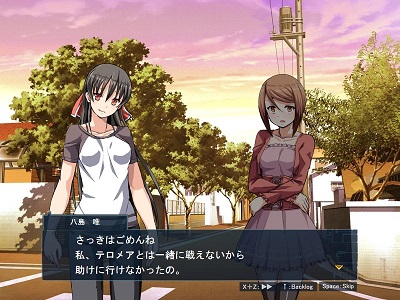 八島 唯
さっきはごめんね
私、テロメアとは一緒に戦えないから
助けに行けなかったの。
X+Z: ▶▶ ↑:Backlog Space:Skip